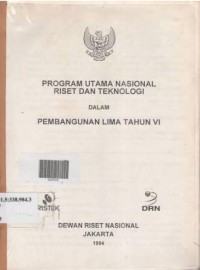 PROGRAM UTAMA NASIONAL
RISET DAN TEKNOLOGI
DALAM
PEMBANGUNAN LIMA TAHUN VI
RISTEK
DRN
DEWAN RISET NASIONAL
JAKARTA
1994